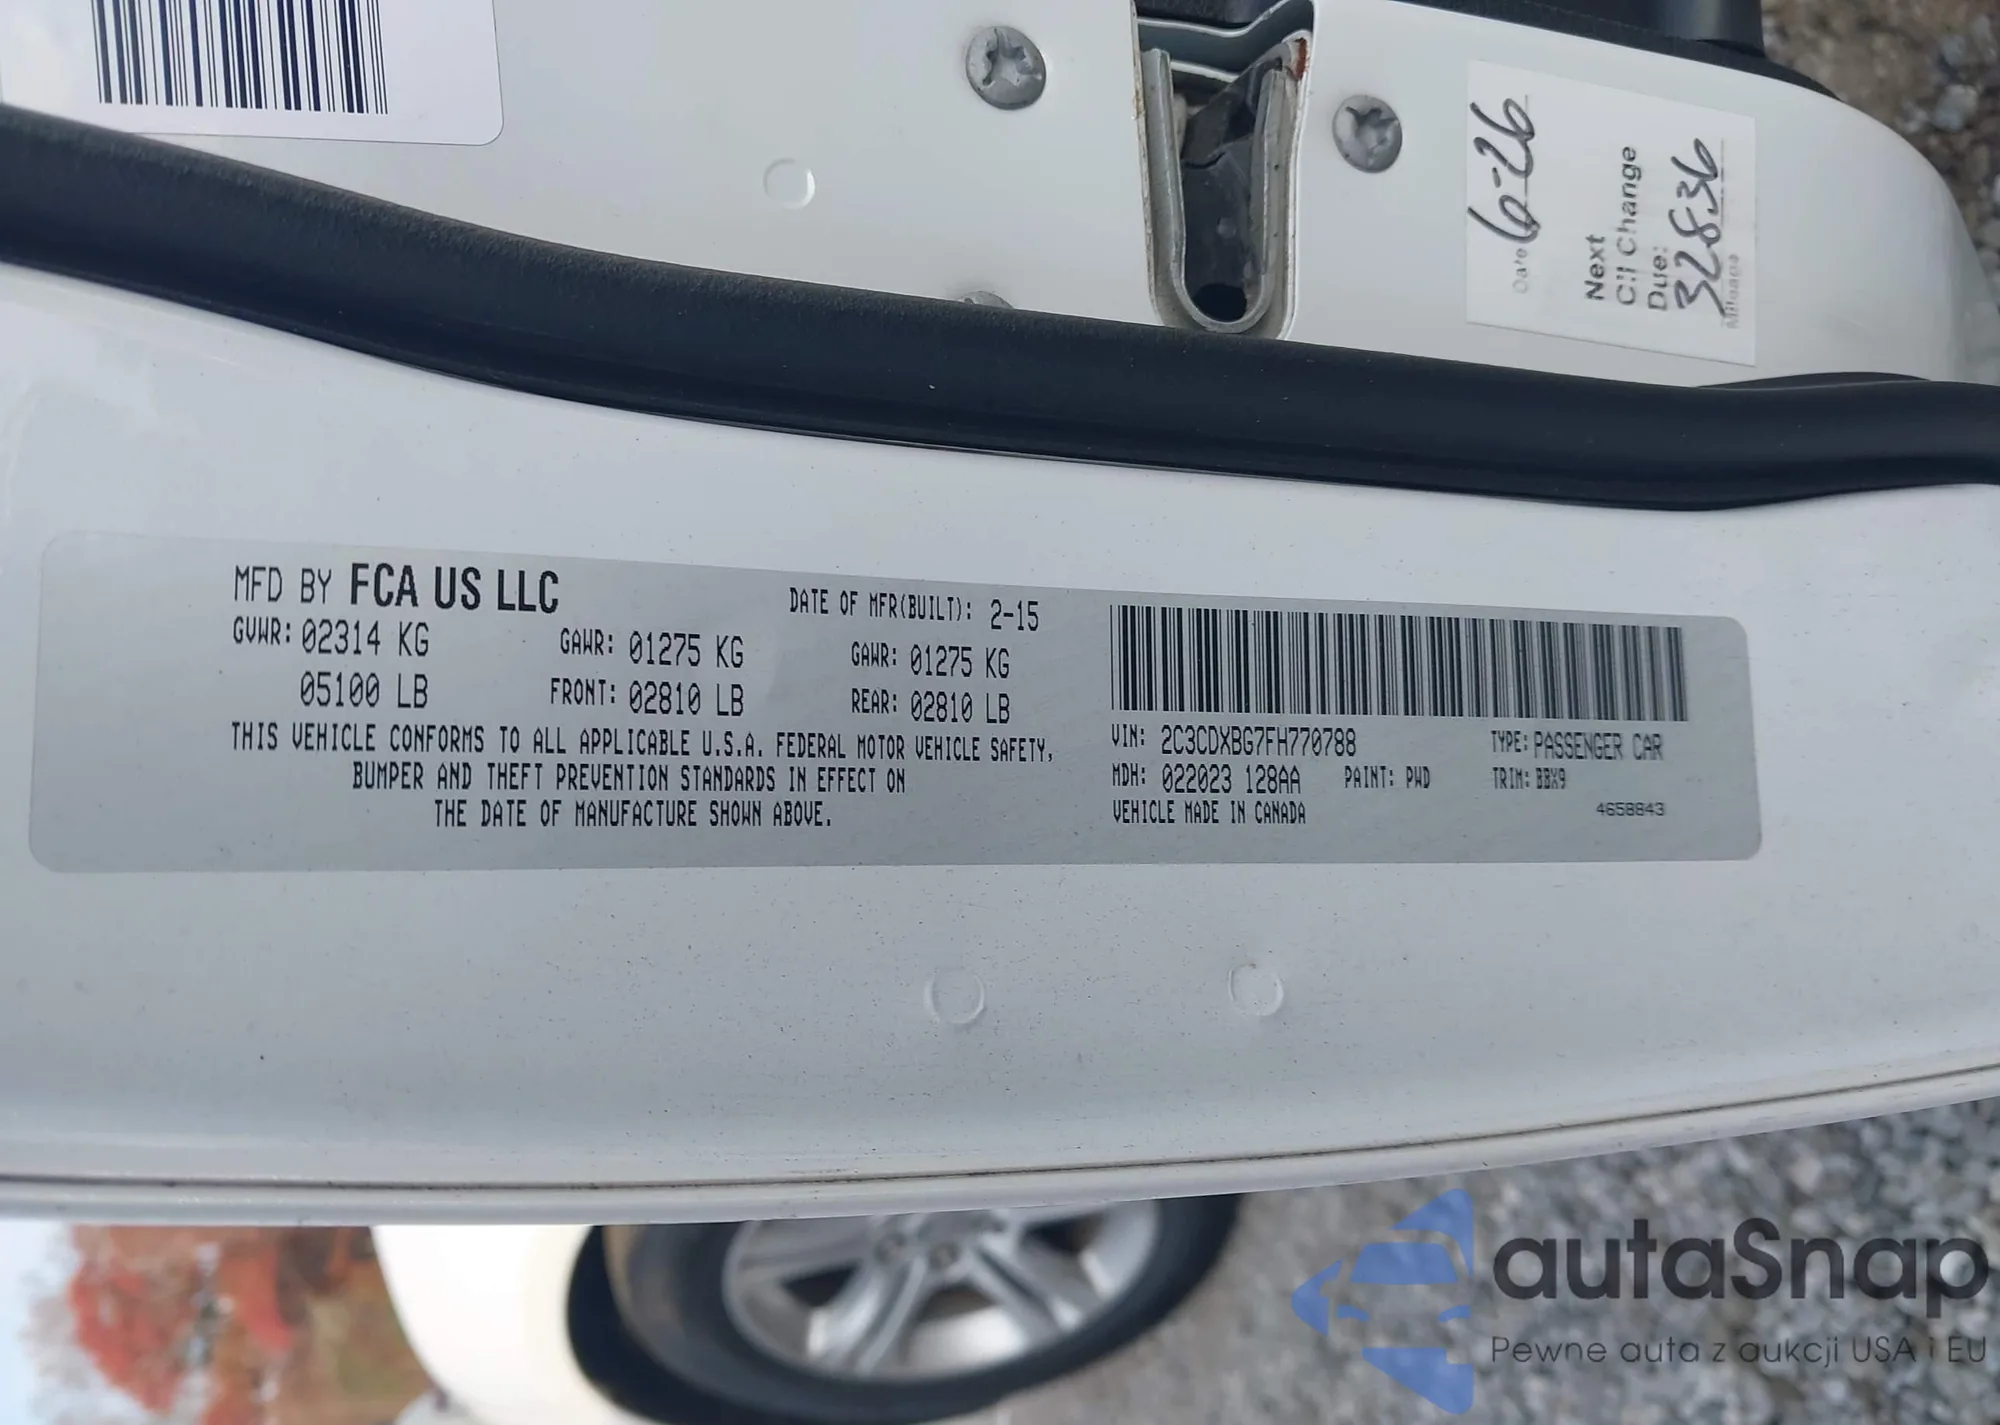 Date 6-26
Next
Oil Change
Due:
32836
Mileage
MFD BY FCA US LLC
DATE OF MFR(BUILT): 2-15
GVWR: 02314 KG
GAWR: 01275 KG
GAWR: 01275 KG
05100 LB
FRONT: 02810 LB
REAR: 02810 LB
THIS VEHICLE CONFORMS TO ALL APPLICABLE U.S.A. FEDERAL MOTOR VEHICLE SAFETY,
BUMPER AND THEFT PREVENTION STANDARDS IN EFFECT ON
THE DATE OF MANUFACTURE SHOWN ABOVE.
VIN: 2C3CDXBG7FH770788
TYPE: PASSENGER CAR
MDH: 022023 128AA
PAINT: PWD
TRIM: BBX9
VEHICLE MADE IN CANADA
4658843
autaSnap
Pewne auta z aukcji USA i EU